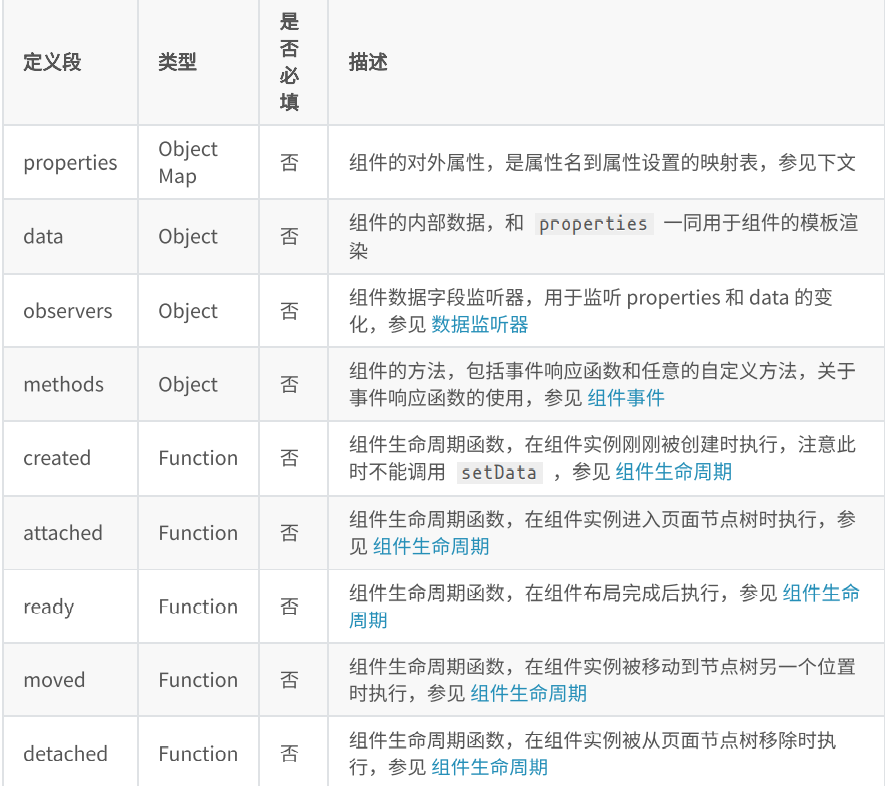 定义段
类型
是
否
必
填
描述
properties
Object
Map
否
组件的对外属性，是属性名到属性设置的映射表，参见下文
data
Object
否
组件的内部数据，和 properties 一同用于组件的模板渲
染
observers
Object
否
组件数据字段监听器，用于监听 properties 和 data 的变
化，参见 数据监听器
methods
Object
否
组件的方法，包括事件响应函数和任意的自定义方法，关于
事件响应函数的使用，参见 组件事件
created
Function
否
组件生命周期函数，在组件实例刚刚被创建时执行，注意此
时不能调用 setData ，参见 组件生命周期
attached
Function
否
组件生命周期函数，在组件实例进入页面节点树时执行，参
见 组件生命周期
ready
Function
否
组件生命周期函数，在组件布局完成后执行，参见 组件生命
周期
moved
Function
否
组件生命周期函数，在组件实例被移动到节点树另一个位置
时执行，参见 组件生命周期
detached
Function
否
组件生命周期函数，在组件实例被从页面节点树移除时执
行，参见 组件生命周期